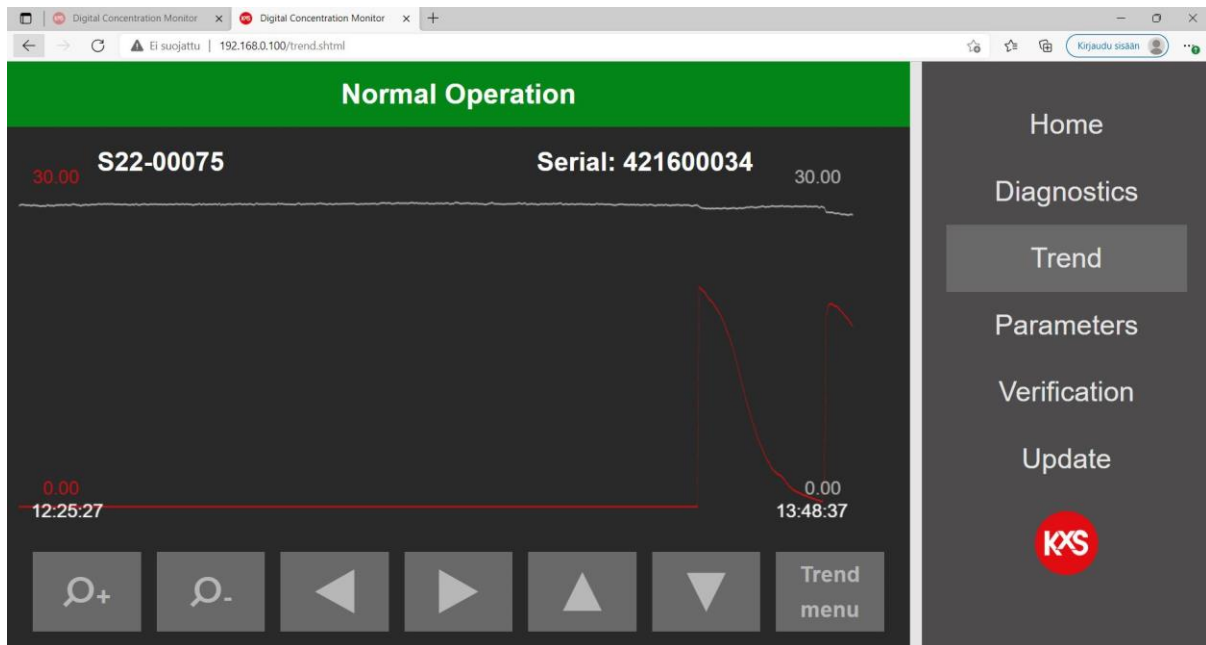 Digital Concentration Monitor
Digital Concentration Monitor
Ei suojattu | 192.168.0.100/trend.shtml
Kirjaudu sisään
Normal Operation
S22-00075
Serial: 421600034
30.00
30.00
0.00
0.00
12:25:27
13:48:37
+
-
Trend
menu
Home
Diagnostics
Trend
Parameters
Verification
Update
KXS